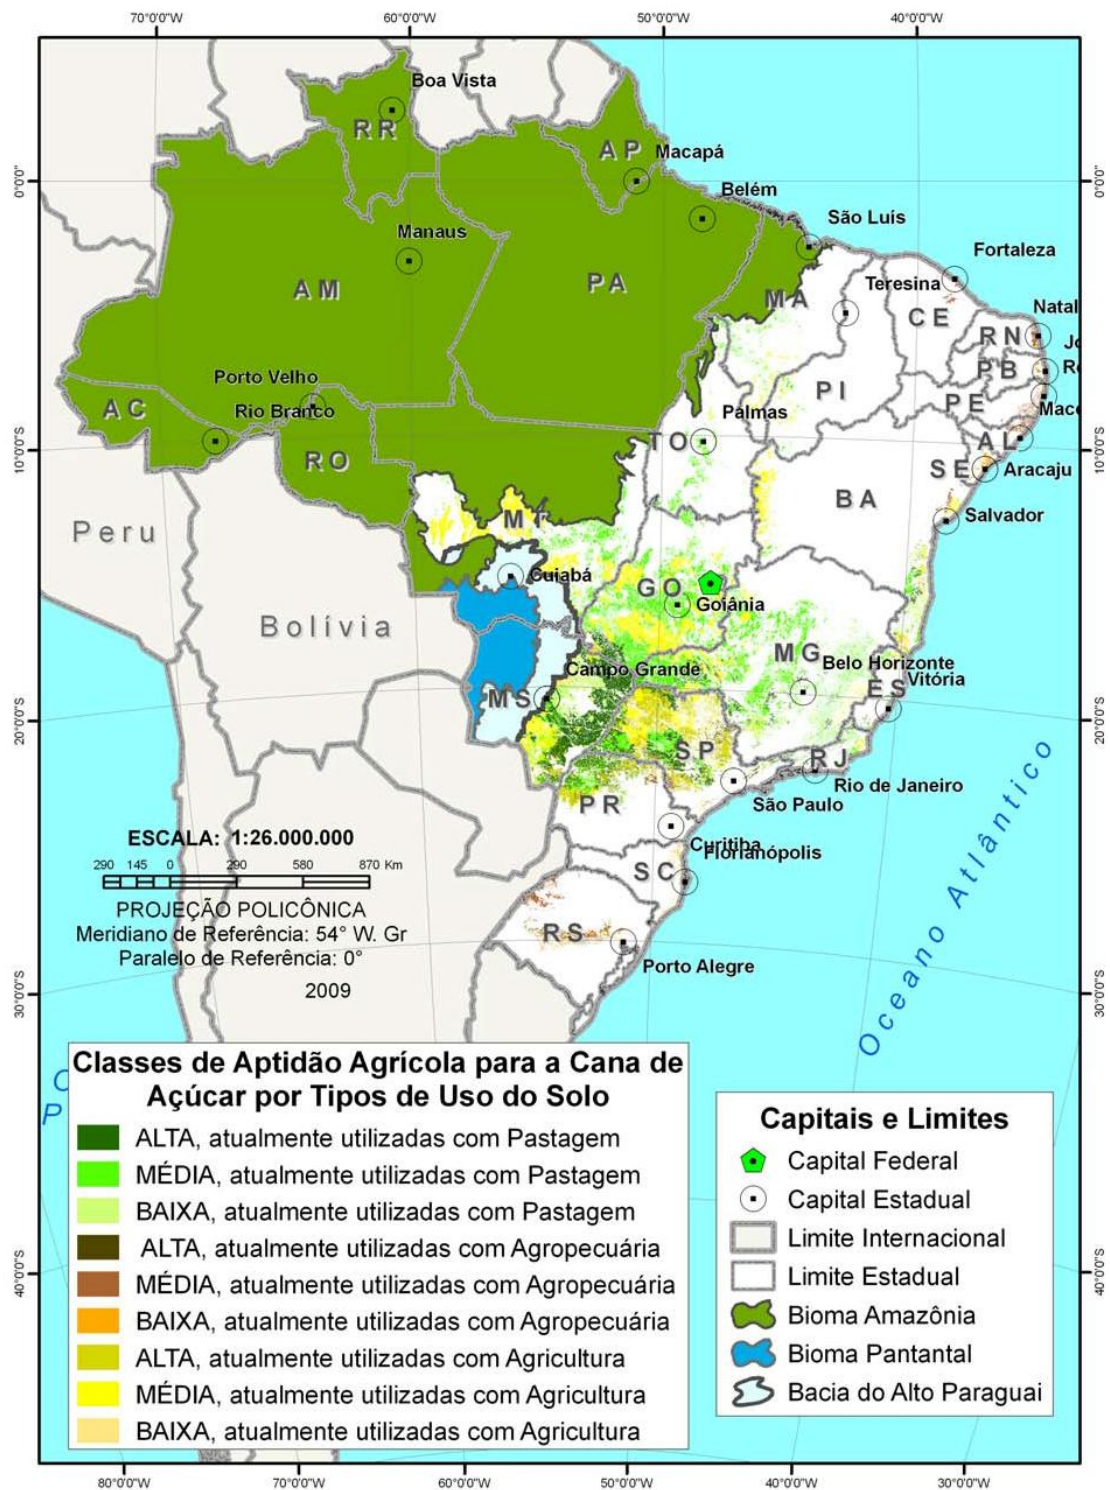 70°0'0"W
60°0'0"W
50°0'0"W
40°0'0"W
Boa Vista
RR
AP
Macapá
0°0'0"
0°0'0"
Belém
São Luís
Manaus
Fortaleza
AM
PA
MA
Teresina
CE
Natal
RN
PB
Porto Velho
PI
AC
Rio Branco
Palmas
PE
TO
AL
10°0'0"S
10°0'0"S
RO
SE
Aracaju
BA
MT
Salvador
Peru
Cuiabá
GO
Goiânia
Bolívia
MG
Belo Horizonte
Campo Grande
Vitória
ES
MS
20°0'0"S
20°0'0"S
SP
RJ
Rio de Janeiro
São Paulo
PR
Curitiba
Florianópolis
SC
Oceano Atlântico
RS
Porto Alegre
ESCALA: 1:26.000.000
290 145 0 290 580 870 Km
PROJEÇÃO POLICÔNICA
Meridiano de Referência: 54° W. Gr
Paralelo de Referência: 0°
2009
30°0'0"S
30°0'0"S
Classes de Aptidão Agrícola para a Cana de
Açúcar por Tipos de Uso do Solo
ALTA, atualmente utilizadas com Pastagem
MÉDIA, atualmente utilizadas com Pastagem
BAIXA, atualmente utilizadas com Pastagem
ALTA, atualmente utilizadas com Agropecuária
MÉDIA, atualmente utilizadas com Agropecuária
BAIXA, atualmente utilizadas com Agropecuária
ALTA, atualmente utilizadas com Agricultura
MÉDIA, atualmente utilizadas com Agricultura
BAIXA, atualmente utilizadas com Agricultura
Capitais e Limites
Capital Federal
Capital Estadual
Limite Internacional
Limite Estadual
Bioma Amazônia
Bioma Pantantal
Bacia do Alto Paraguai
40°0'0"S
40°0'0"S
80°0'0"W
70°0'0"W
60°0'0"W
50°0'0"W
40°0'0"W
30°0'0"W